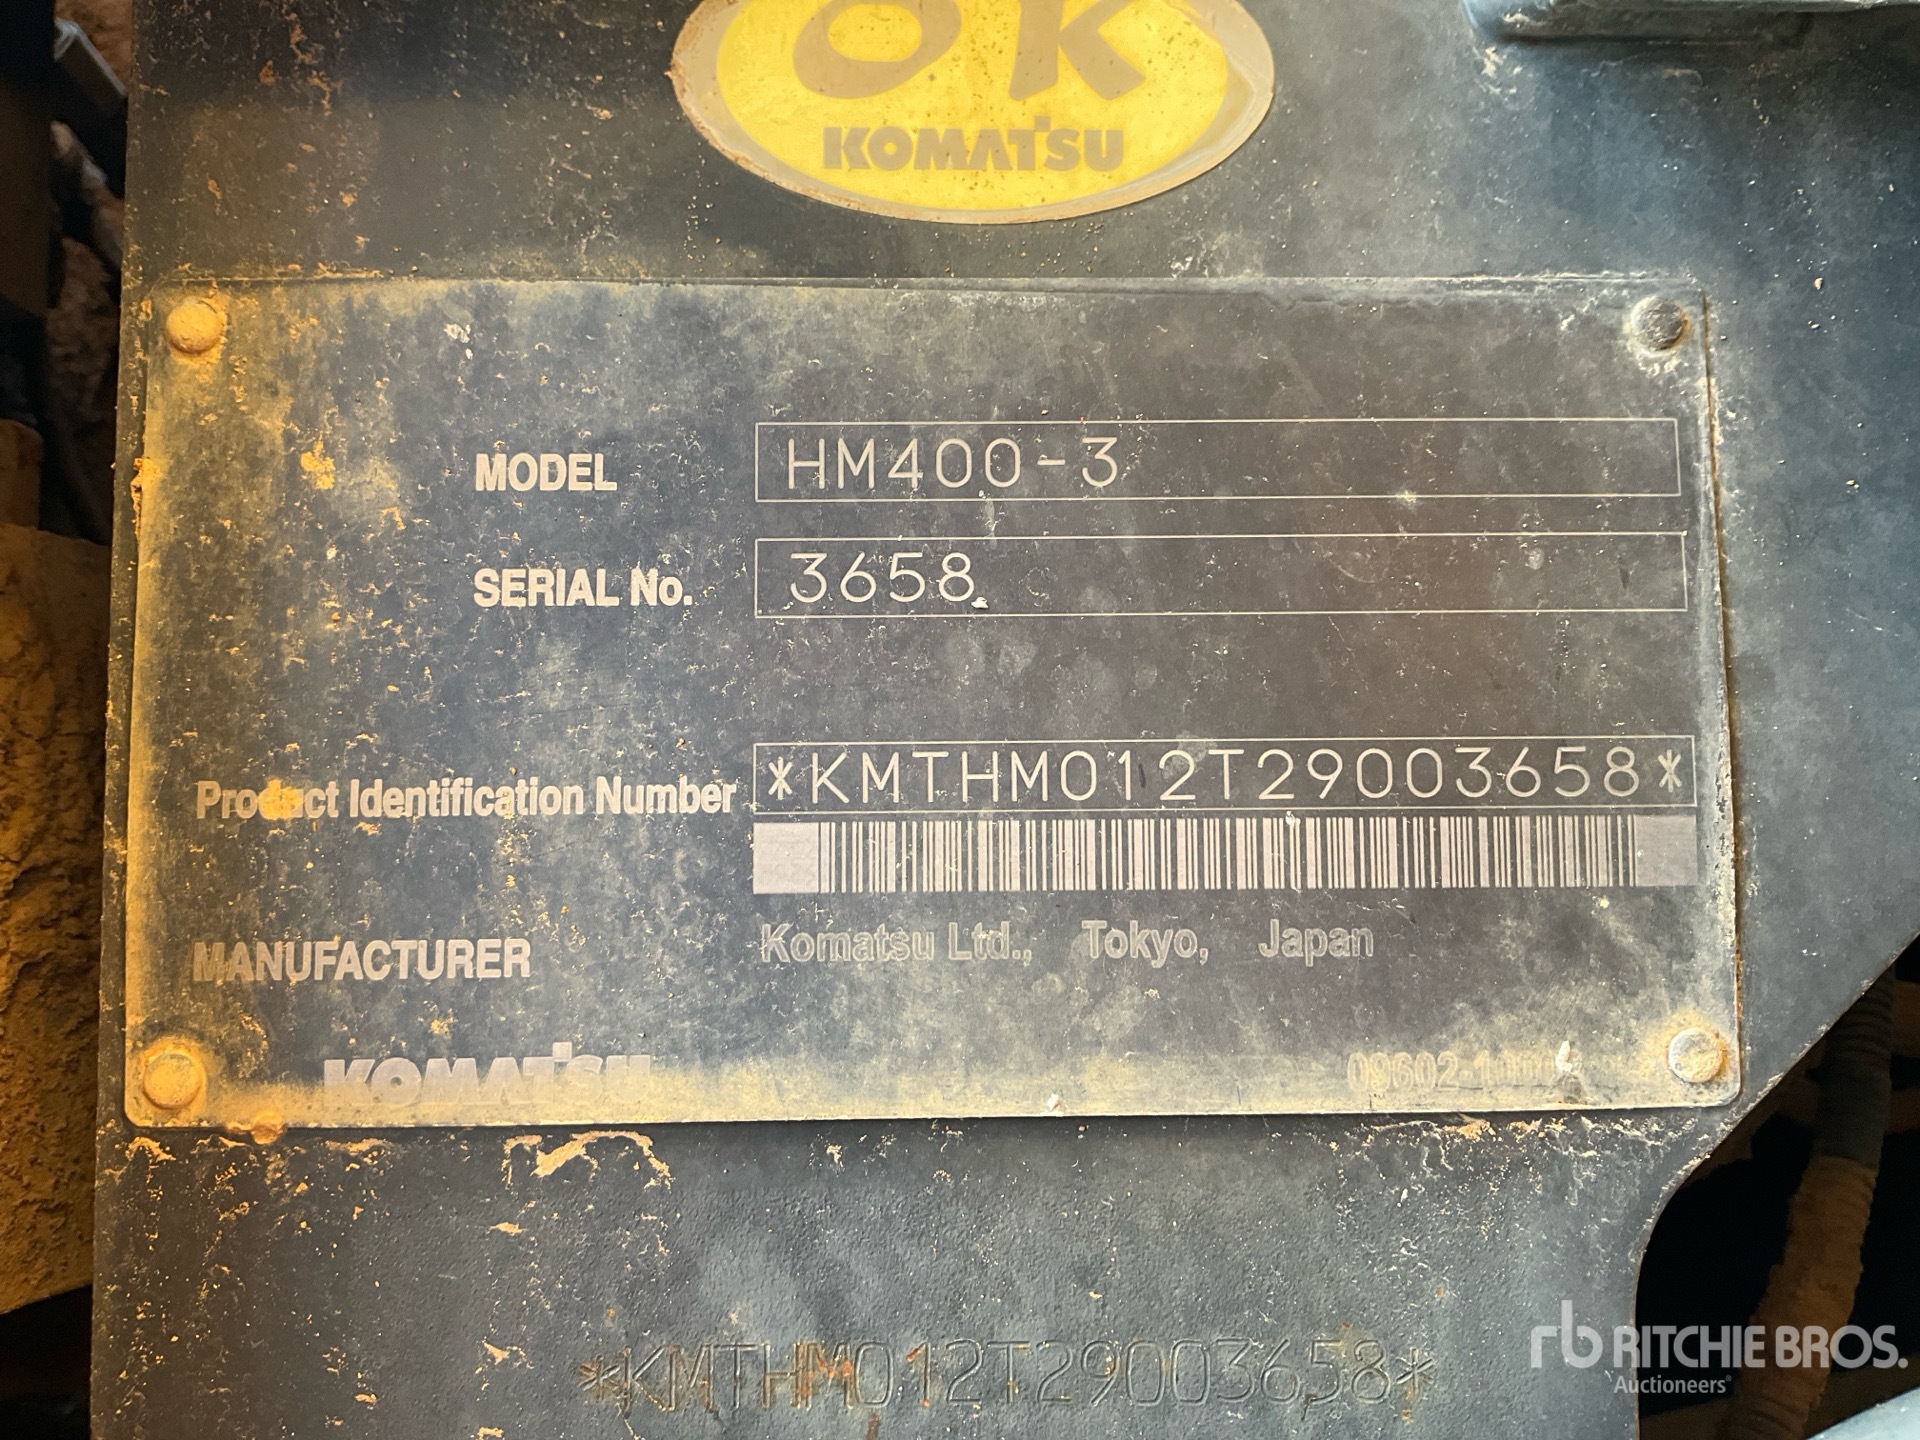 OK
KOMATSU
MODEL HM400-3
SERIAL No. 3658
Product Identification Number *KMTHM012T29003658*
MANUFACTURER Komatsu Ltd., Tokyo, Japan
KOMATSU
*KMTHM012T29003658*
rb RITCHIE BROS.
Auctioneers